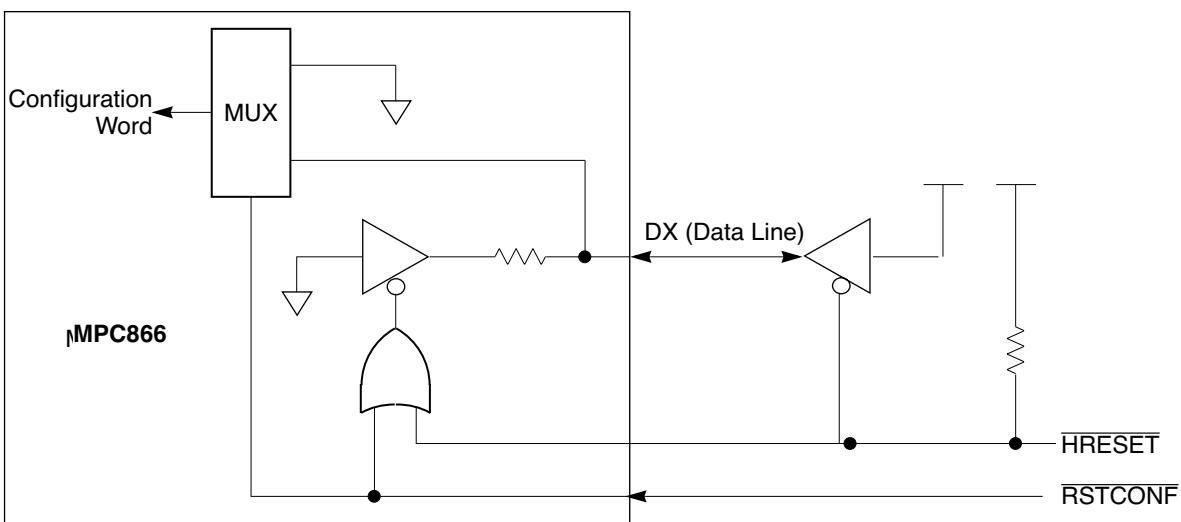 Configuration
Word
MUX
DX (Data Line)
MPC866
HRESET
RSTCONF